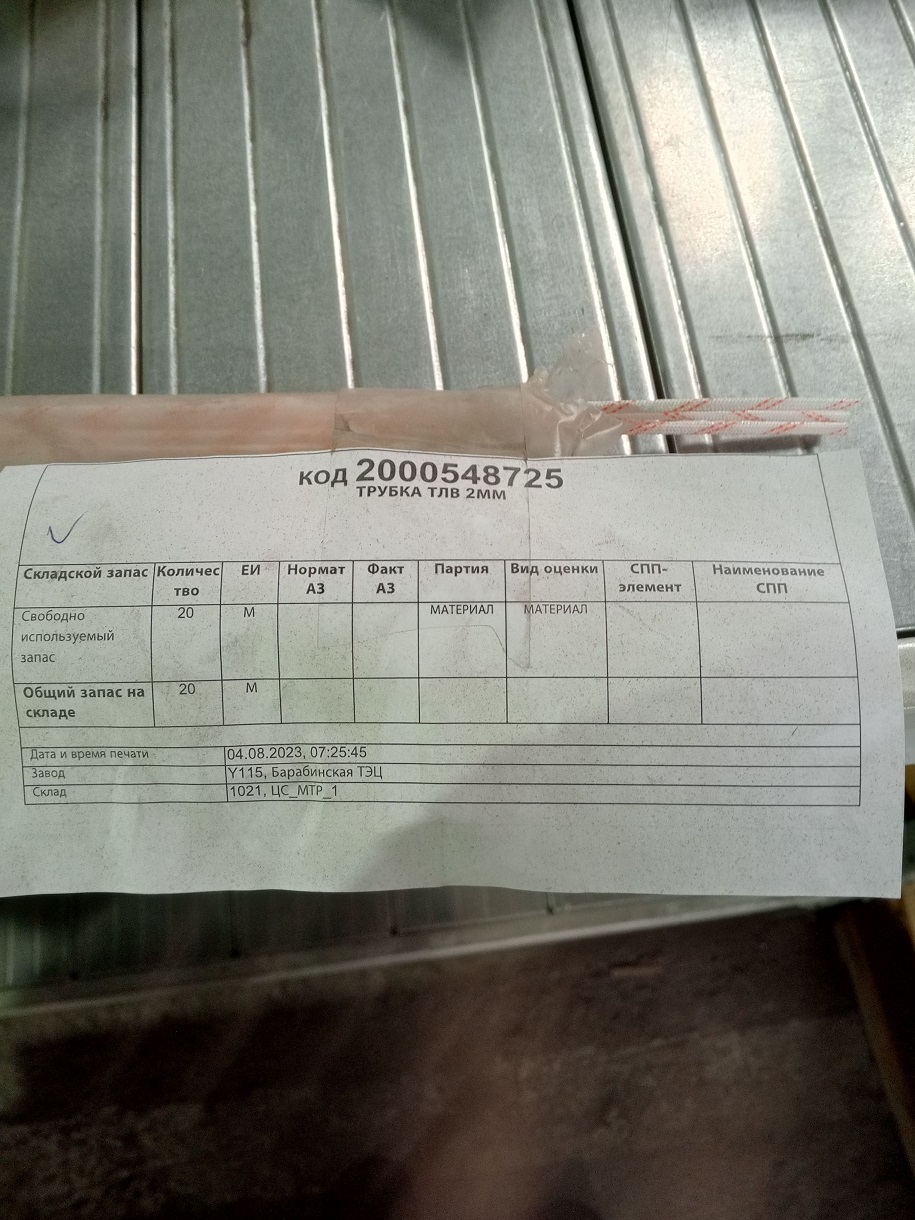 КОД 2000548725
ТРУБКА ТЛВ 2ММ
Складской запас Количес тво ЕИ Нормат АЗ Факт АЗ Партия Вид оценки СПП-элемент Наименование СПП
Свободно используемый запас 20 М МАТЕРИАЛ МАТЕРИАЛ
Общий запас на складе 20 М
Дата и время печати 04.08.2023, 07:25:45
Завод Y115, Барабинская ТЭЦ
Склад 1021, ЦС_МТР_1